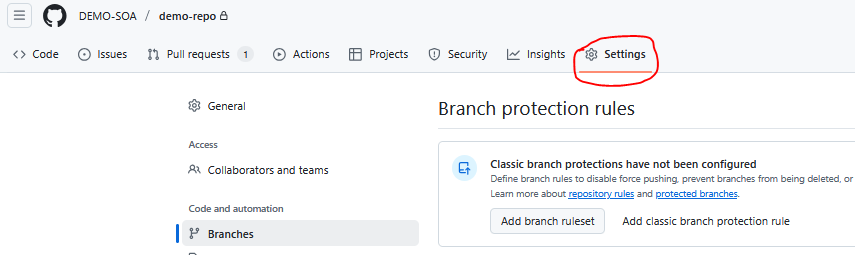 DEMO-SOA / demo-repo
Code Issues Pull requests 1 Actions Projects Security Insights Settings
General
Access
Collaborators and teams
Code and automation
Branches
Branch protection rules
Classic branch protections have not been configured
Define branch rules to disable force pushing, prevent branches from being deleted, or
Learn more about repository rules and protected branches.
Add branch ruleset Add classic branch protection rule